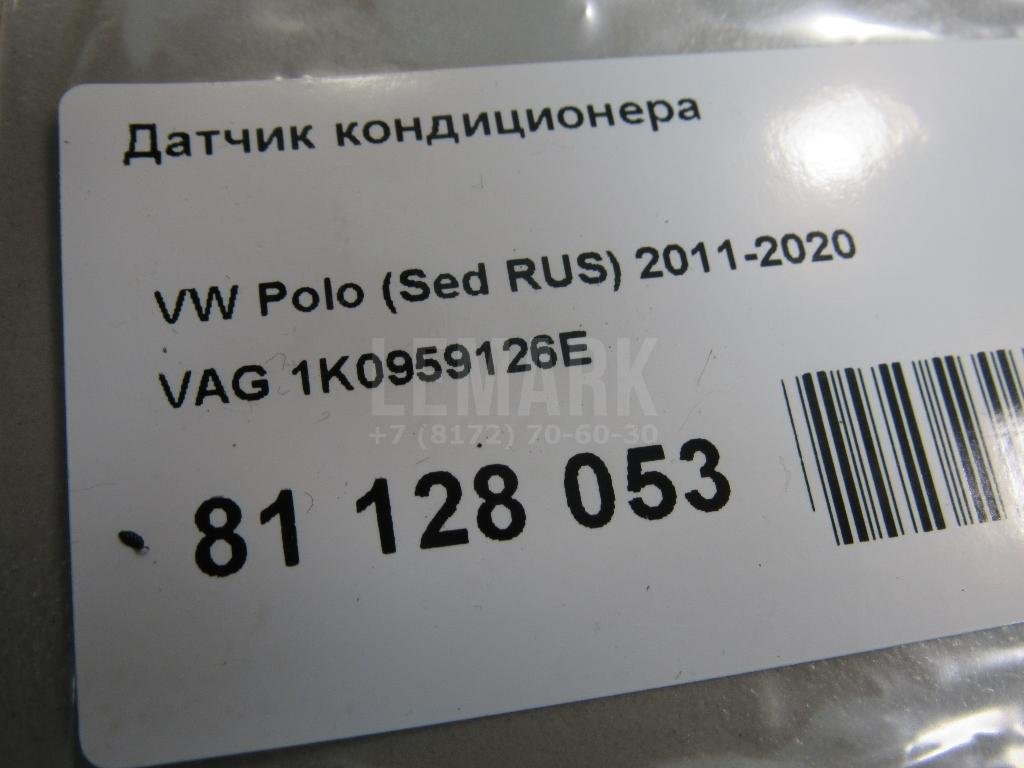 Датчик кондиционера
VW Polo (Sed RUS) 2011-2020
VAG 1K0959126E
LEMARK
+7 (8172) 70-60-30
81 128 053